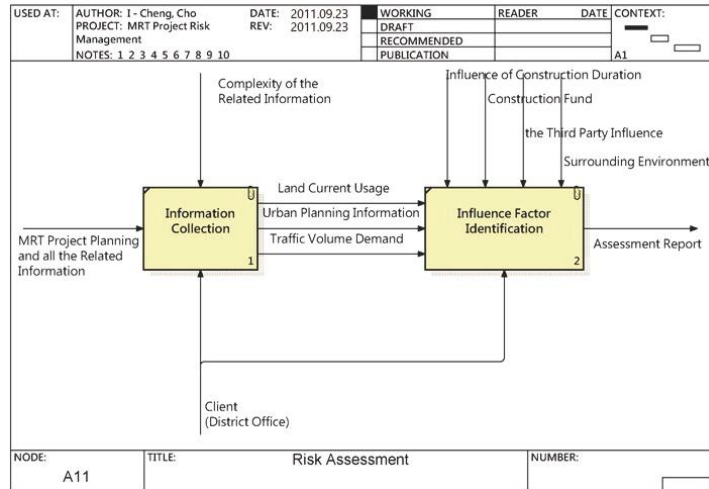 USED AT:
AUTHOR: I - Cheng, Cho
DATE: 2011.09.23
PROJECT: MRT Project Risk
REV: 2011.09.23
Management
NOTES: 1 2 3 4 5 6 7 8 9 10
WORKING
DRAFT
RECOMMENDED
PUBLICATION
READER DATE
CONTEXT:
A1
Complexity of the
Related Information
Influence of Construction Duration
Construction Fund
the Third Party Influence
Surrounding Environment
Information
Collection
1
Land Current Usage
Urban Planning Information
Traffic Volume Demand
Influence Factor
Identification
2
MRT Project Planning
and all the Related
Information
Assessment Report
Client
(District Office)
NODE:
A11
TITLE:
Risk Assessment
NUMBER: